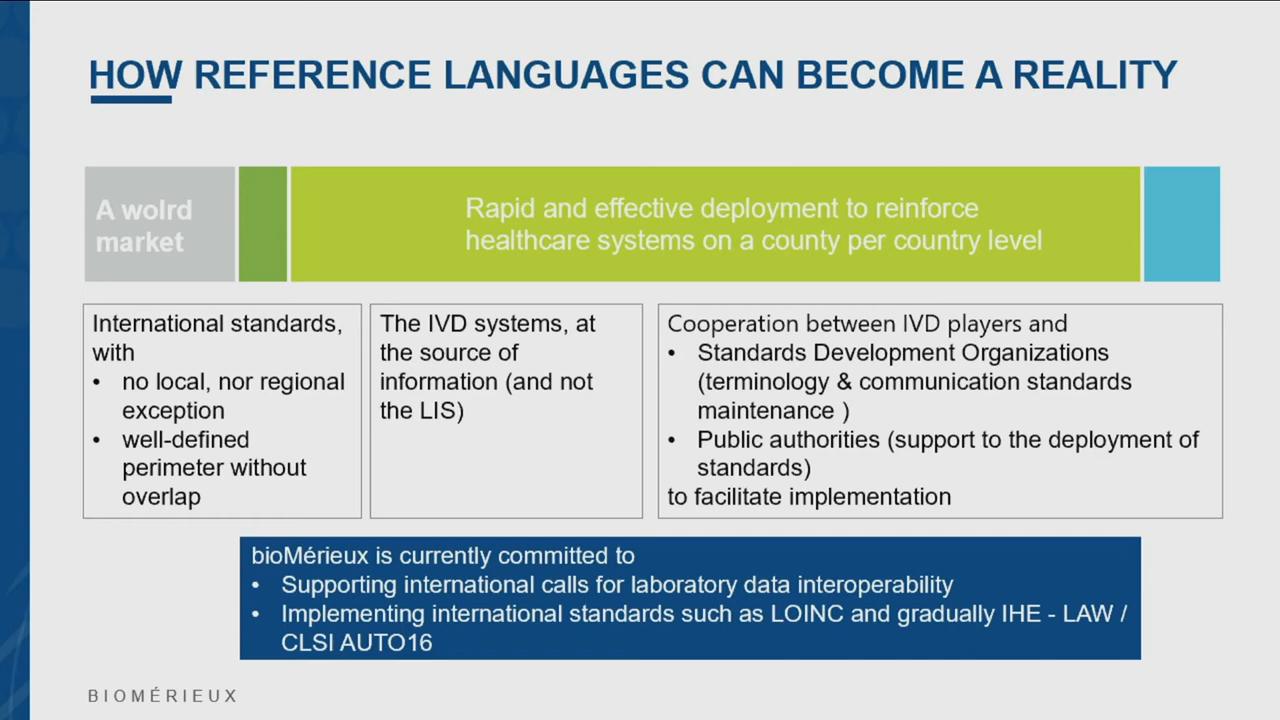 HOW REFERENCE LANGUAGES CAN BECOME A REALITY
A wolrd
market
Rapid and effective deployment to reinforce
healthcare systems on a county per country level
International standards,
with
• no local, nor regional
exception
• well-defined
perimeter without
overlap
The IVD systems, at
the source of
information (and not
the LIS)
Cooperation between IVD players and
• Standards Development Organizations
(terminology & communication standards
maintenance )
• Public authorities (support to the deployment of
standards)
to facilitate implementation
bioMérieux is currently committed to
• Supporting international calls for laboratory data interoperability
• Implementing international standards such as LOINC and gradually IHE - LAW /
CLSI AUTO16
BIOMÉRIEUX